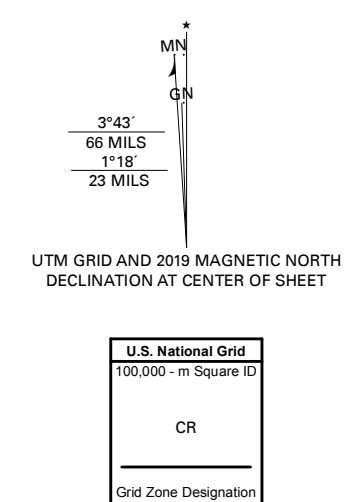 MN
GN
3°43´
66 MILS
1°18´
23 MILS
UTM GRID AND 2019 MAGNETIC NORTH
DECLINATION AT CENTER OF SHEET
U.S. National Grid
100,000 - m Square ID
CR
Grid Zone Designation